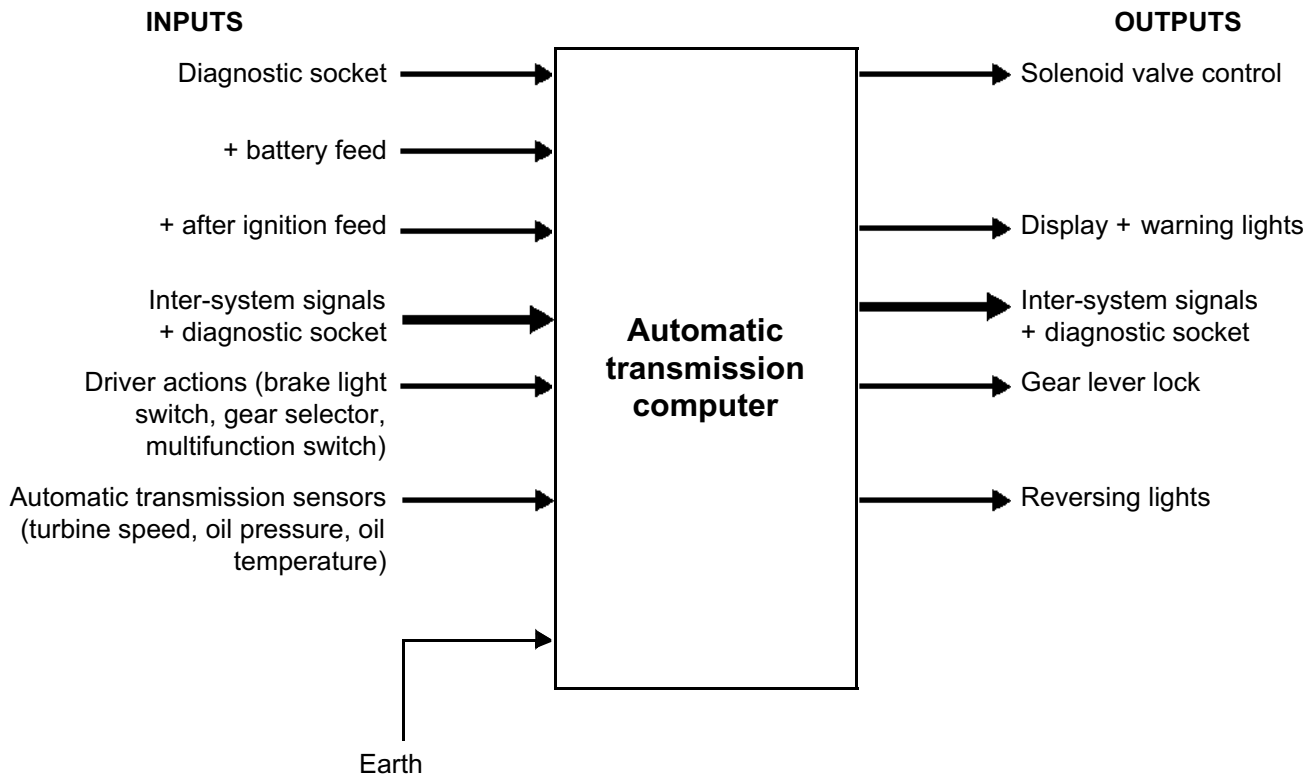 INPUTS
Diagnostic socket
+ battery feed
+ after ignition feed
Inter-system signals
+ diagnostic socket
Driver actions (brake light
switch, gear selector,
multifunction switch)
Automatic transmission sensors
(turbine speed, oil pressure, oil
temperature)
Earth
Automatic
transmission
computer
OUTPUTS
Solenoid valve control
Display + warning lights
Inter-system signals
+ diagnostic socket
Gear lever lock
Reversing lights